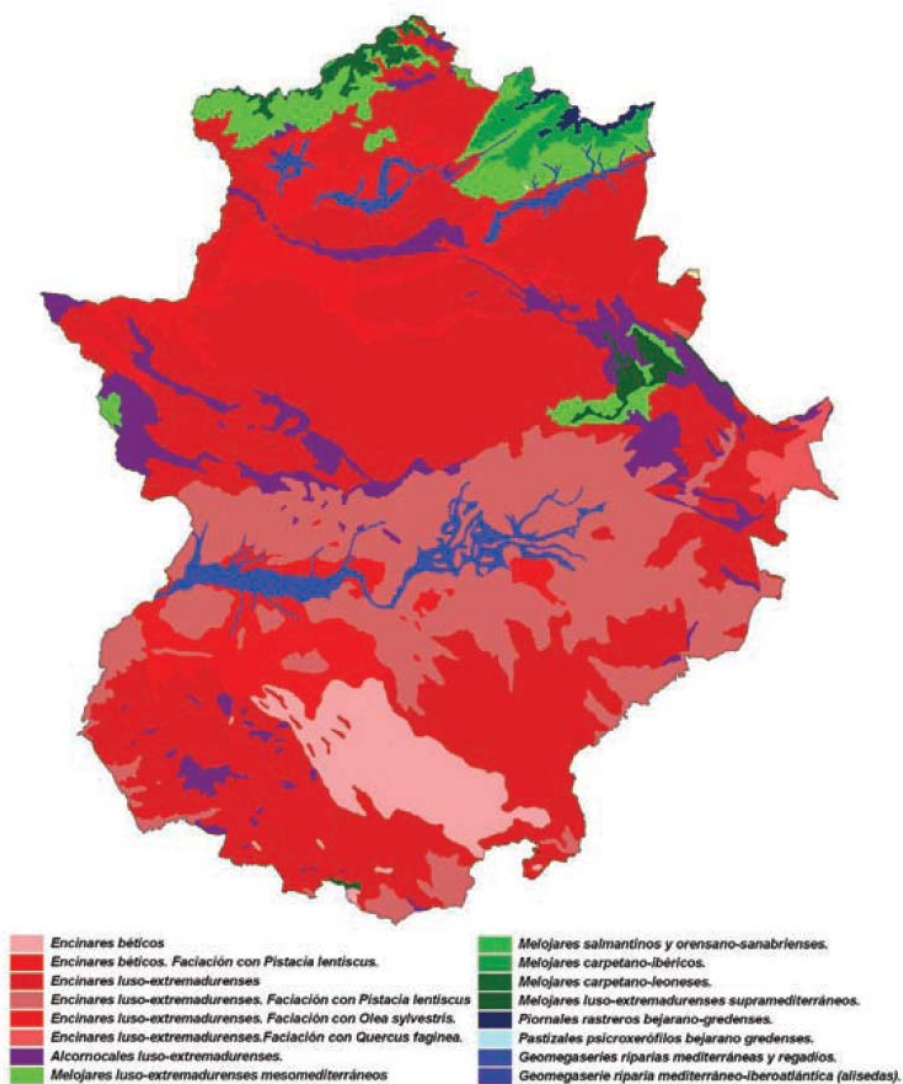 Encinares béticos
Encinares béticos. Faciación con Pistacia lentiscus.
Encinares luso-extremadurenses
Encinares luso-extremadurenses. Faciación con Pistacia lentiscus
Encinares luso-extremadurenses. Faciación con Olea sylvestris.
Encinares luso-extremadurenses.Faciación con Quercus faginea.
Alcornocales luso-extremadurenses.
Melojares luso-extremadurenses mesomediterráneos
Melojares salmantinos y orensano-sanabrienses.
Melojares carpetano-ibéricos.
Melojares carpetano-leoneses.
Melojares luso-extremadurenses supramediterráneos.
Piornales rastreros bejarano-gredenses.
Pastizales psicroxerófilos bejarano gredenses.
Geomegaseries riparias mediterráneas y regadíos.
Geomegaserie riparia mediterráneo-iberoatlántica (alisedas).